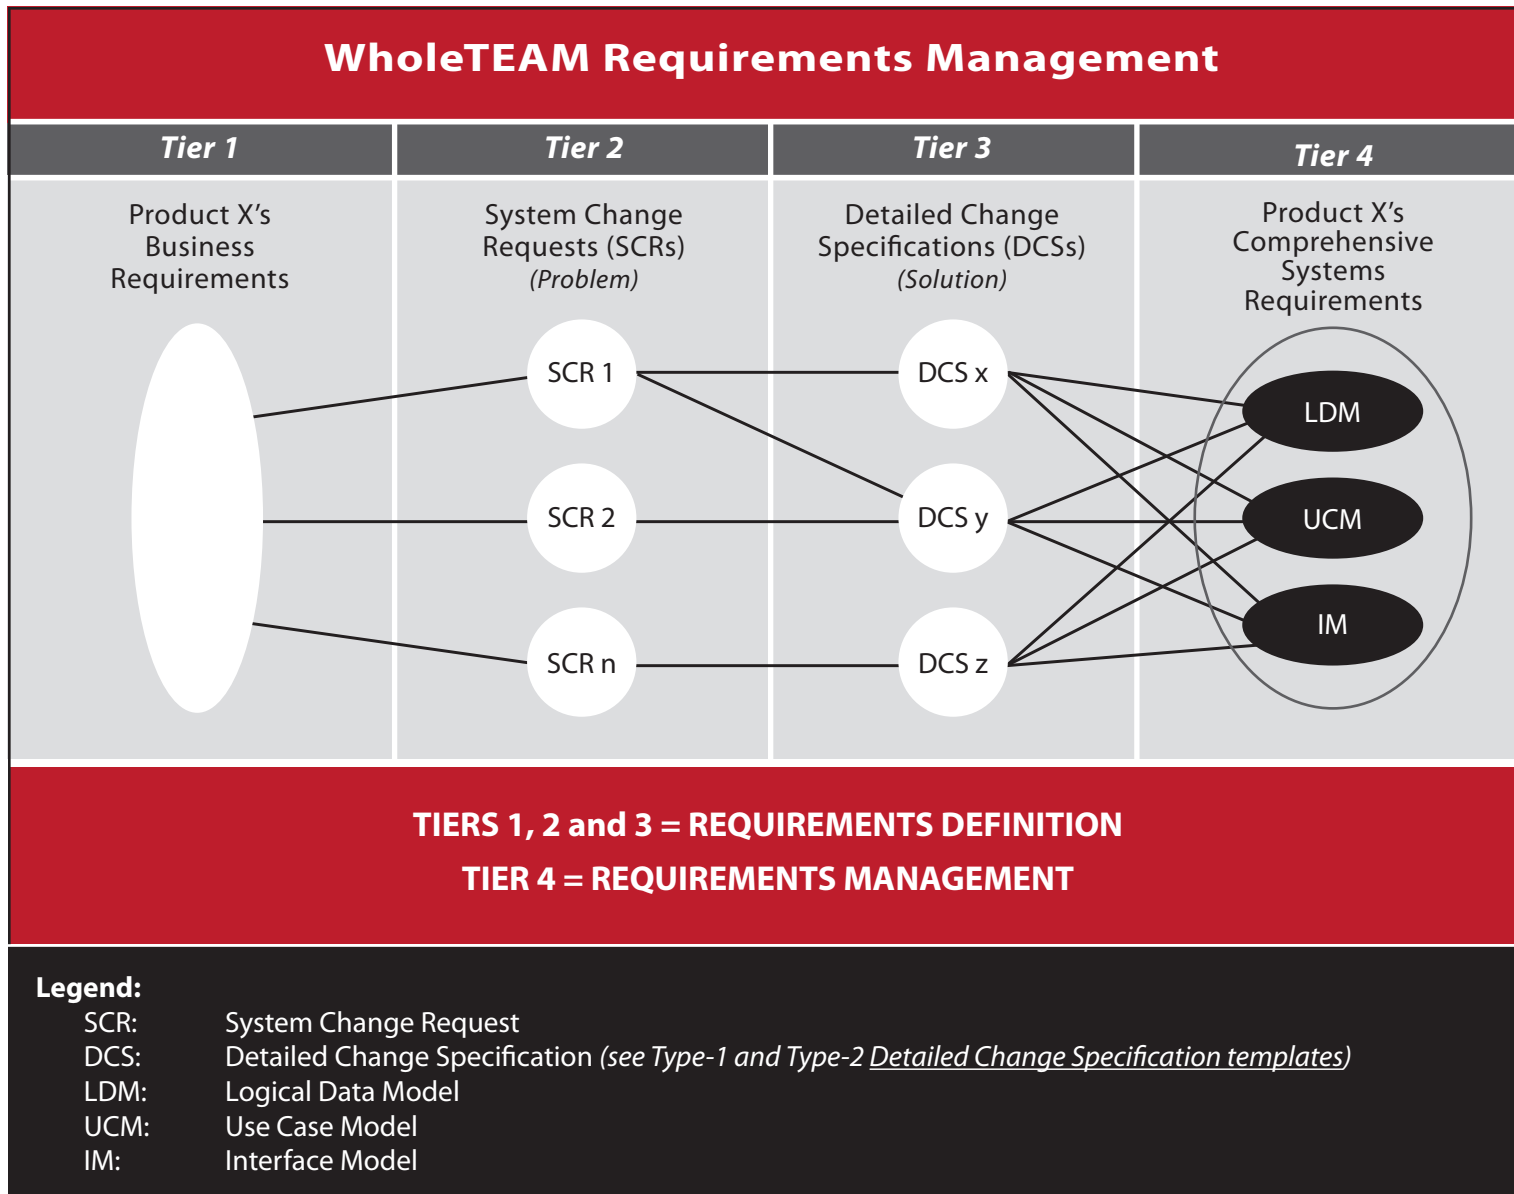 WholeTEAM Requirements Management
Tier 1
Tier 2
Tier 3
Tier 4
Product X's
Business
Requirements
System Change
Requests (SCRs)
(Problem)
Detailed Change
Specifications (DCSs)
(Solution)
Product X's
Comprehensive
Systems
Requirements
SCR 1
DCS x
LDM
SCR 2
DCS y
UCM
SCR n
DCS z
IM
TIERS 1, 2 and 3 = REQUIREMENTS DEFINITION
TIER 4 = REQUIREMENTS MANAGEMENT
Legend:
SCR: System Change Request
DCS: Detailed Change Specification (see Type-1 and Type-2 Detailed Change Specification templates)
LDM: Logical Data Model
UCM: Use Case Model
IM: Interface Model